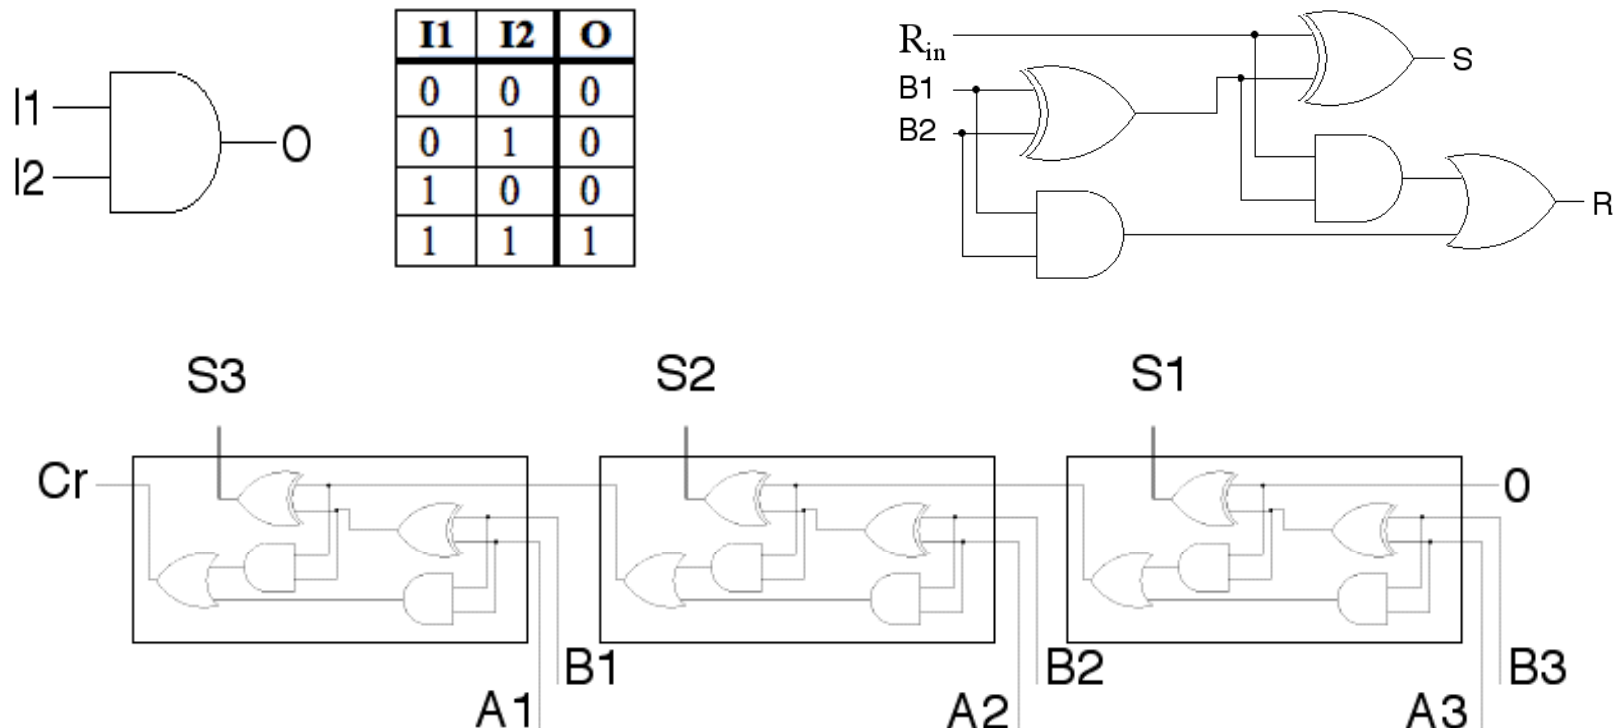 I1
I2
O
I1 I2 O
0 0 0
0 1 0
1 0 0
1 1 1
Rin
B1
B2
S
R
S3 S2 S1
Cr
0
B1 B2 B3
A1 A2 A3